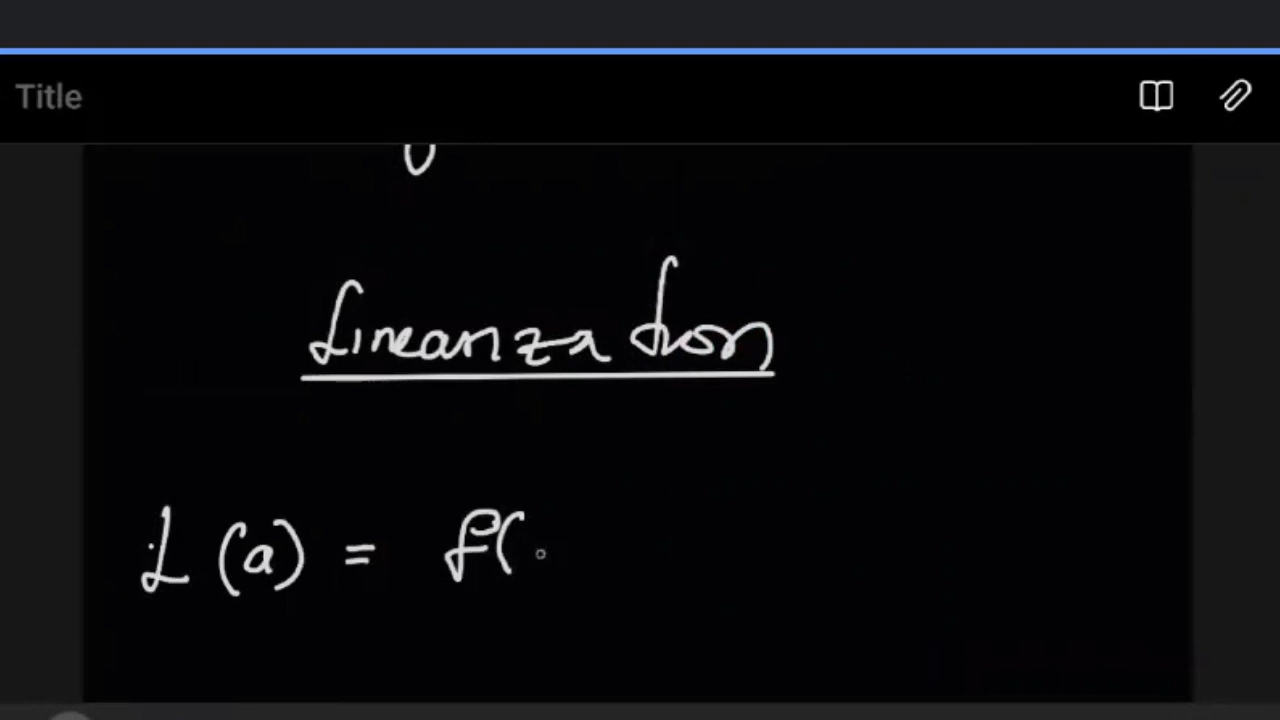 Title
Linearization
L (a) = f(